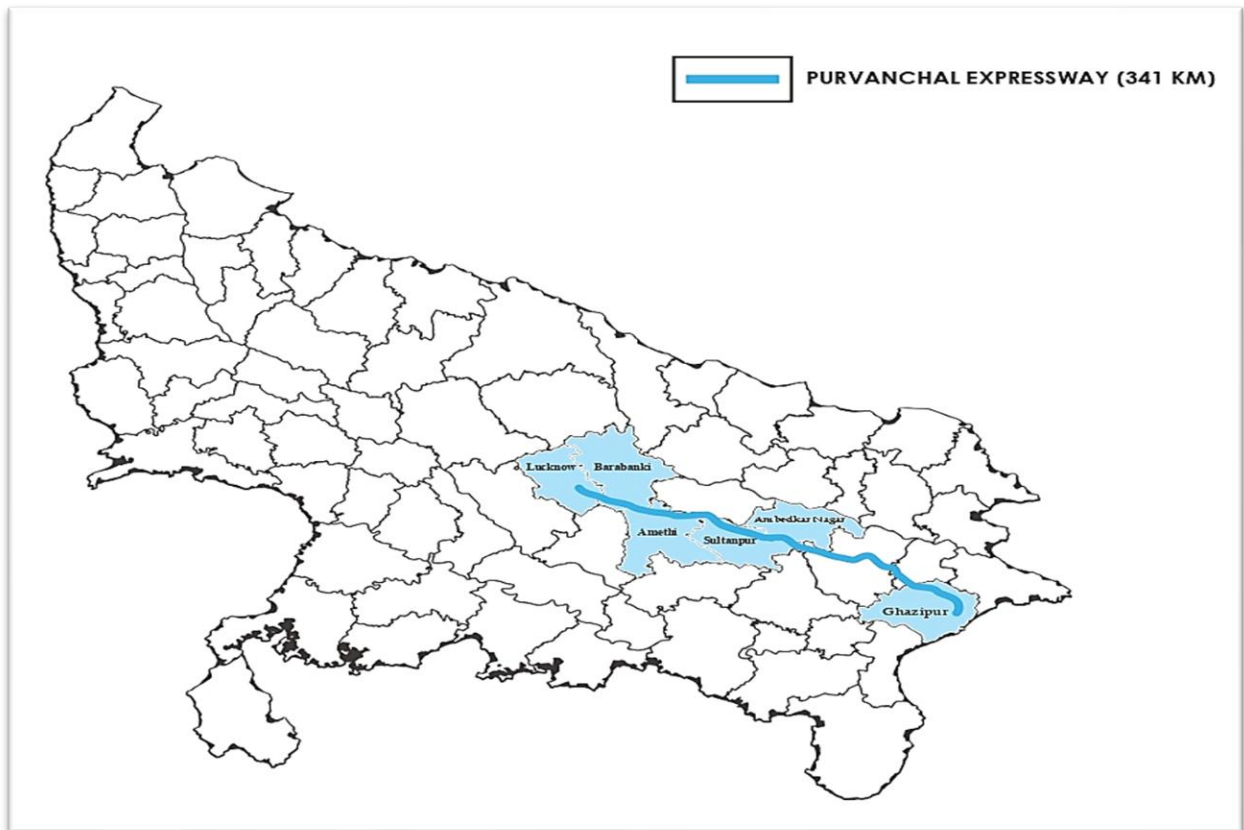 PURVANCHAL EXPRESSWAY (341 KM)
Lucknow
Barabanki
Ambedkar Nagar
Amethi
Sultanpur
Ghazipur